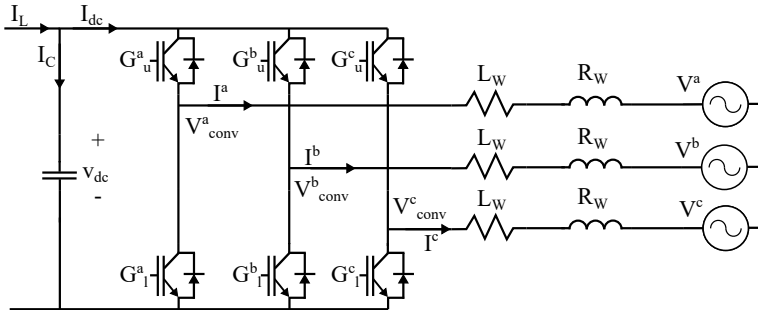 I_L I_dc
I_C
G^a_u G^b_u G^c_u
I^a L_W R_W V^a
V^a_conv
+
v_dc
-
I^b L_W R_W V^b
V^b_conv
V^c_conv L_W R_W V^c
I^c
G^a_l G^b_l G^c_l